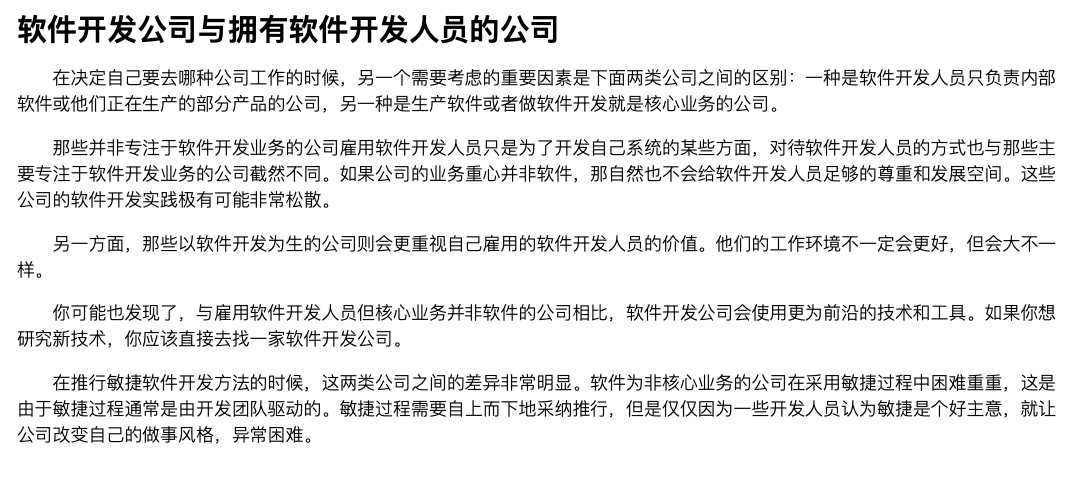 软件开发公司与拥有软件开发人员的公司
在决定自己要去哪种公司工作的时候，另一个需要考虑的重要因素是下面两类公司之间的区别：一种是软件开发人员只负责内部
软件或他们正在生产的部分产品的公司，另一种是生产软件或者做软件开发就是核心业务的公司。
那些并非专注于软件开发业务的公司雇用软件开发人员只是为了开发自己系统的某些方面，对待软件开发人员的方式也与那些主
要专注于软件开发业务的公司截然不同。如果公司的业务重心并非软件，那自然也不会给软件开发人员足够的尊重和发展空间。这些
公司的软件开发实践极有可能非常松散。
另一方面，那些以软件开发为生的公司则会更重视自己雇用的软件开发人员的价值。他们的工作环境不一定会更好，但会大不一
样。
你可能也发现了，与雇用软件开发人员但核心业务并非软件的公司相比，软件开发公司会使用更为前沿的技术和工具。如果你想
研究新技术，你应该直接去找一家软件开发公司。
在推行敏捷软件开发方法的时候，这两类公司之间的差异非常明显。软件为非核心业务的公司在采用敏捷过程中困难重重，这是
由于敏捷过程通常是由开发团队驱动的。敏捷过程需要自上而下地采纳推行，但是仅仅因为一些开发人员认为敏捷是个好主意，就让
公司改变自己的做事风格，异常困难。